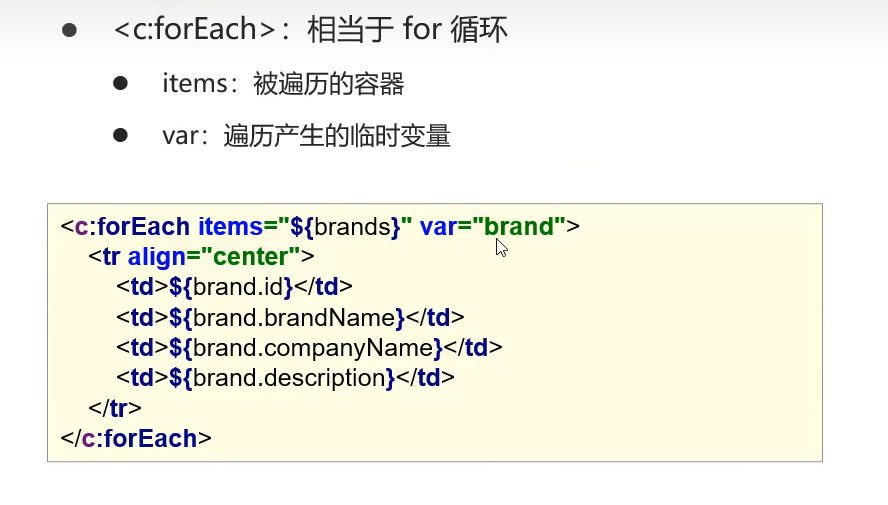 <c:forEach>：相当于 for 循环
items：被遍历的容器
var：遍历产生的临时变量
<c:forEach items="${brands}" var="brand">
<tr align="center">
<td>${brand.id}</td>
<td>${brand.brandName}</td>
<td>${brand.companyName}</td>
<td>${brand.description}</td>
</tr>
</c:forEach>